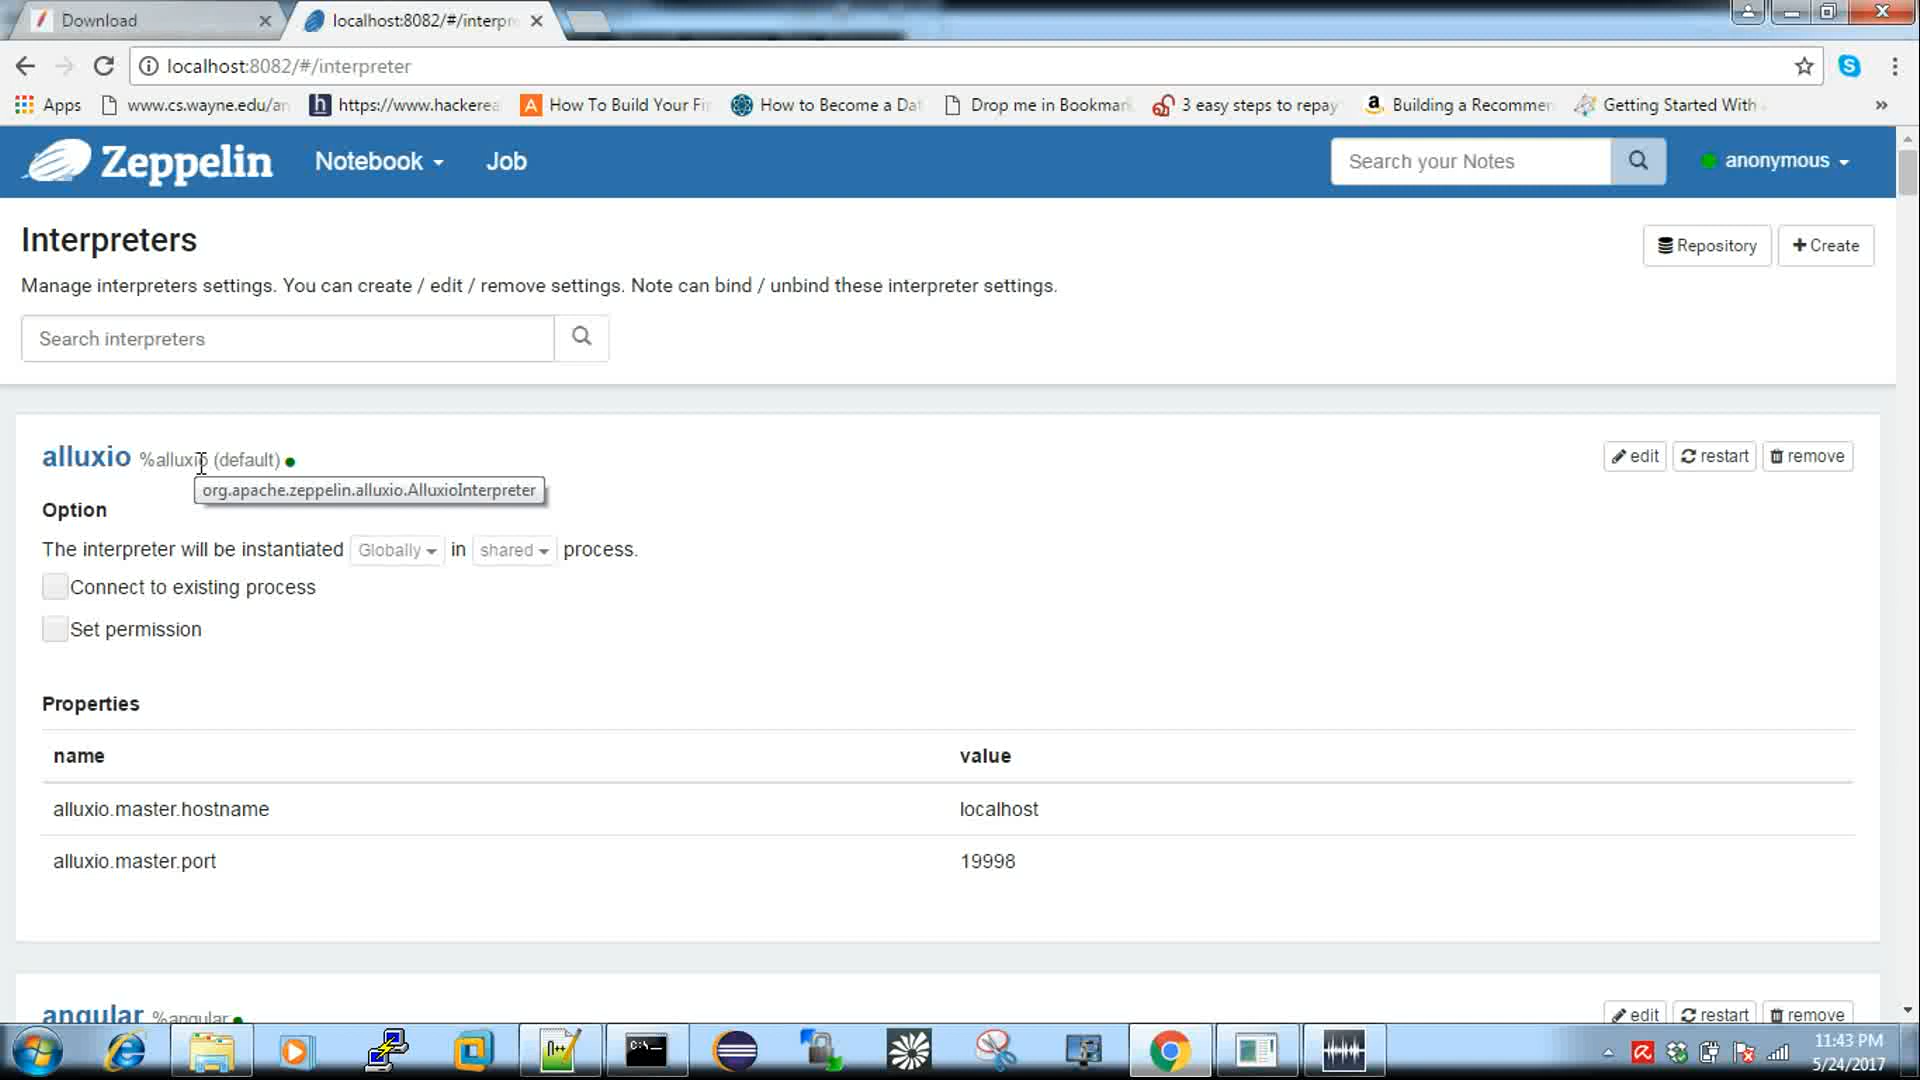 Download
localhost:8082/#/interpr
localhost:8082/#/interpreter
Apps
www.cs.wayne.edu/an
https://www.hackerea
How To Build Your Fi
How to Become a Dat
Drop me in Bookmar
3 easy steps to repay
Building a Recommen
Getting Started With
»
Zeppelin
Notebook
Job
Search your Notes
anonymous
Interpreters
Repository
Create
Manage interpreters settings. You can create / edit / remove settings. Note can bind / unbind these interpreter settings.
Search interpreters
alluxio %alluxio (default)
edit
restart
remove
org.apache.zeppelin.alluxio.AlluxioInterpreter
Option
The interpreter will be instantiated Globally in shared process.
Connect to existing process
Set permission
Properties
name value
alluxio.master.hostname localhost
alluxio.master.port 19998
angular %angular
edit
restart
remove
11:43 PM
5/24/2017